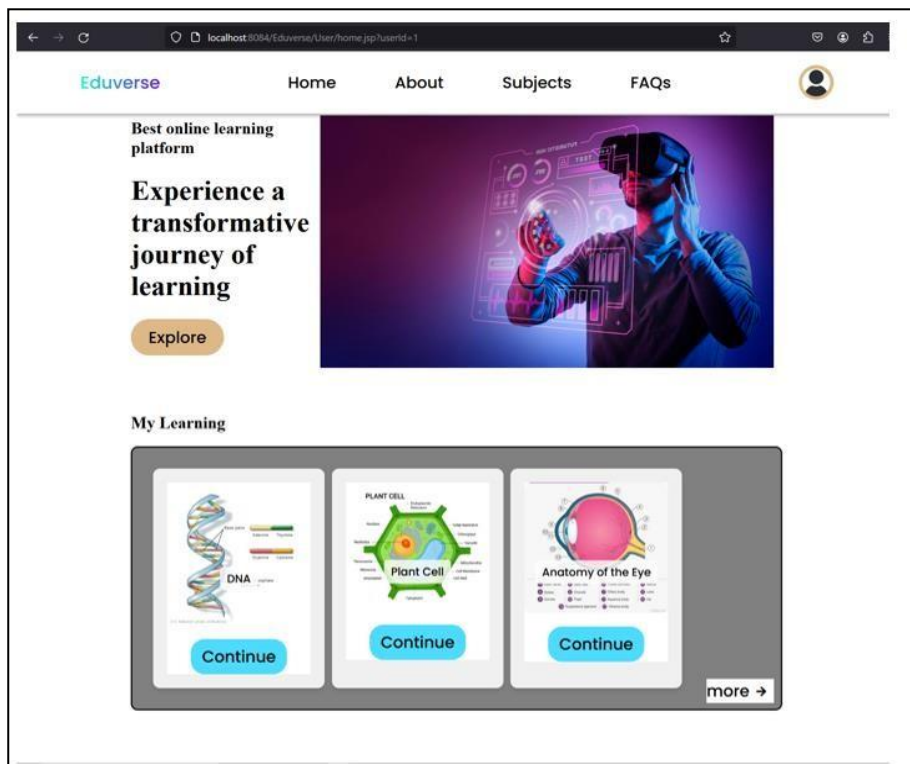 localhost:8084/Eduverse/User/home.jsp?userId=1
Eduverse Home About Subjects FAQs
Best online learning
platform
Experience a
transformative
journey of
learning
Explore
My Learning
DNA
Continue
PLANT CELL
Plant Cell
Continue
Anatomy of the Eye
Continue
more →